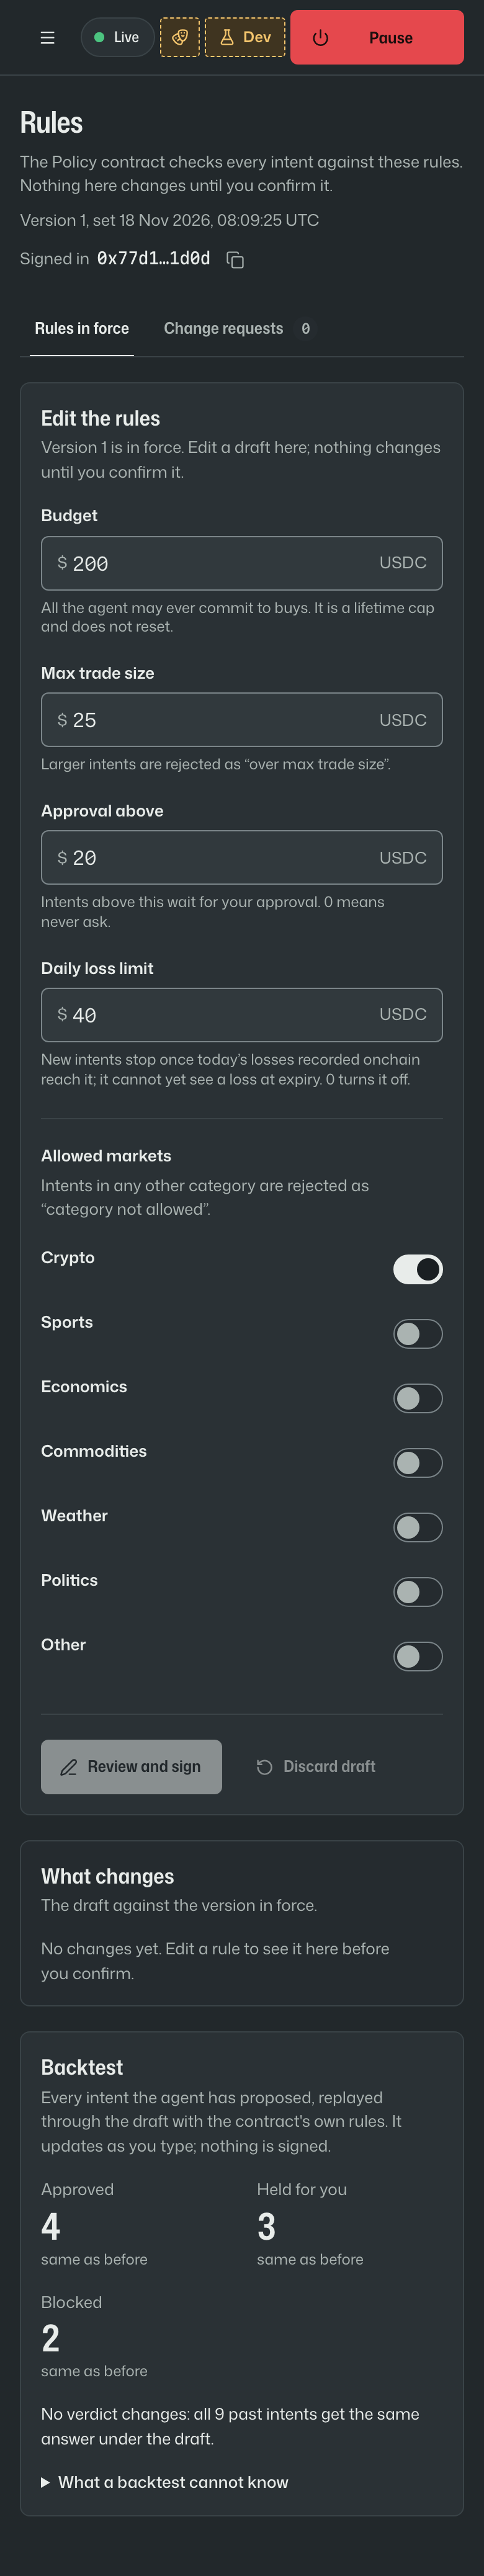 Live
Dev
Pause
Rules
The Policy contract checks every intent against these rules.
Nothing here changes until you confirm it.
Version 1, set 18 Nov 2026, 08:09:25 UTC
Signed in 0x77d1…1d0d
Rules in force
Change requests 0
Edit the rules
Version 1 is in force. Edit a draft here; nothing changes
until you confirm it.
Budget
$ 200 USDC
All the agent may ever commit to buys. It is a lifetime cap
and does not reset.
Max trade size
$ 25 USDC
Larger intents are rejected as “over max trade size”.
Approval above
$ 20 USDC
Intents above this wait for your approval. 0 means
never ask.
Daily loss limit
$ 40 USDC
New intents stop once today’s losses recorded onchain
reach it; it cannot yet see a loss at expiry. 0 turns it off.
Allowed markets
Intents in any other category are rejected as
“category not allowed”.
Crypto
Sports
Economics
Commodities
Weather
Politics
Other
Review and sign
Discard draft
What changes
The draft against the version in force.
No changes yet. Edit a rule to see it here before
you confirm.
Backtest
Every intent the agent has proposed, replayed
through the draft with the contract's own rules. It
updates as you type; nothing is signed.
Approved
4
same as before
Held for you
3
same as before
Blocked
2
same as before
No verdict changes: all 9 past intents get the same
answer under the draft.
What a backtest cannot know